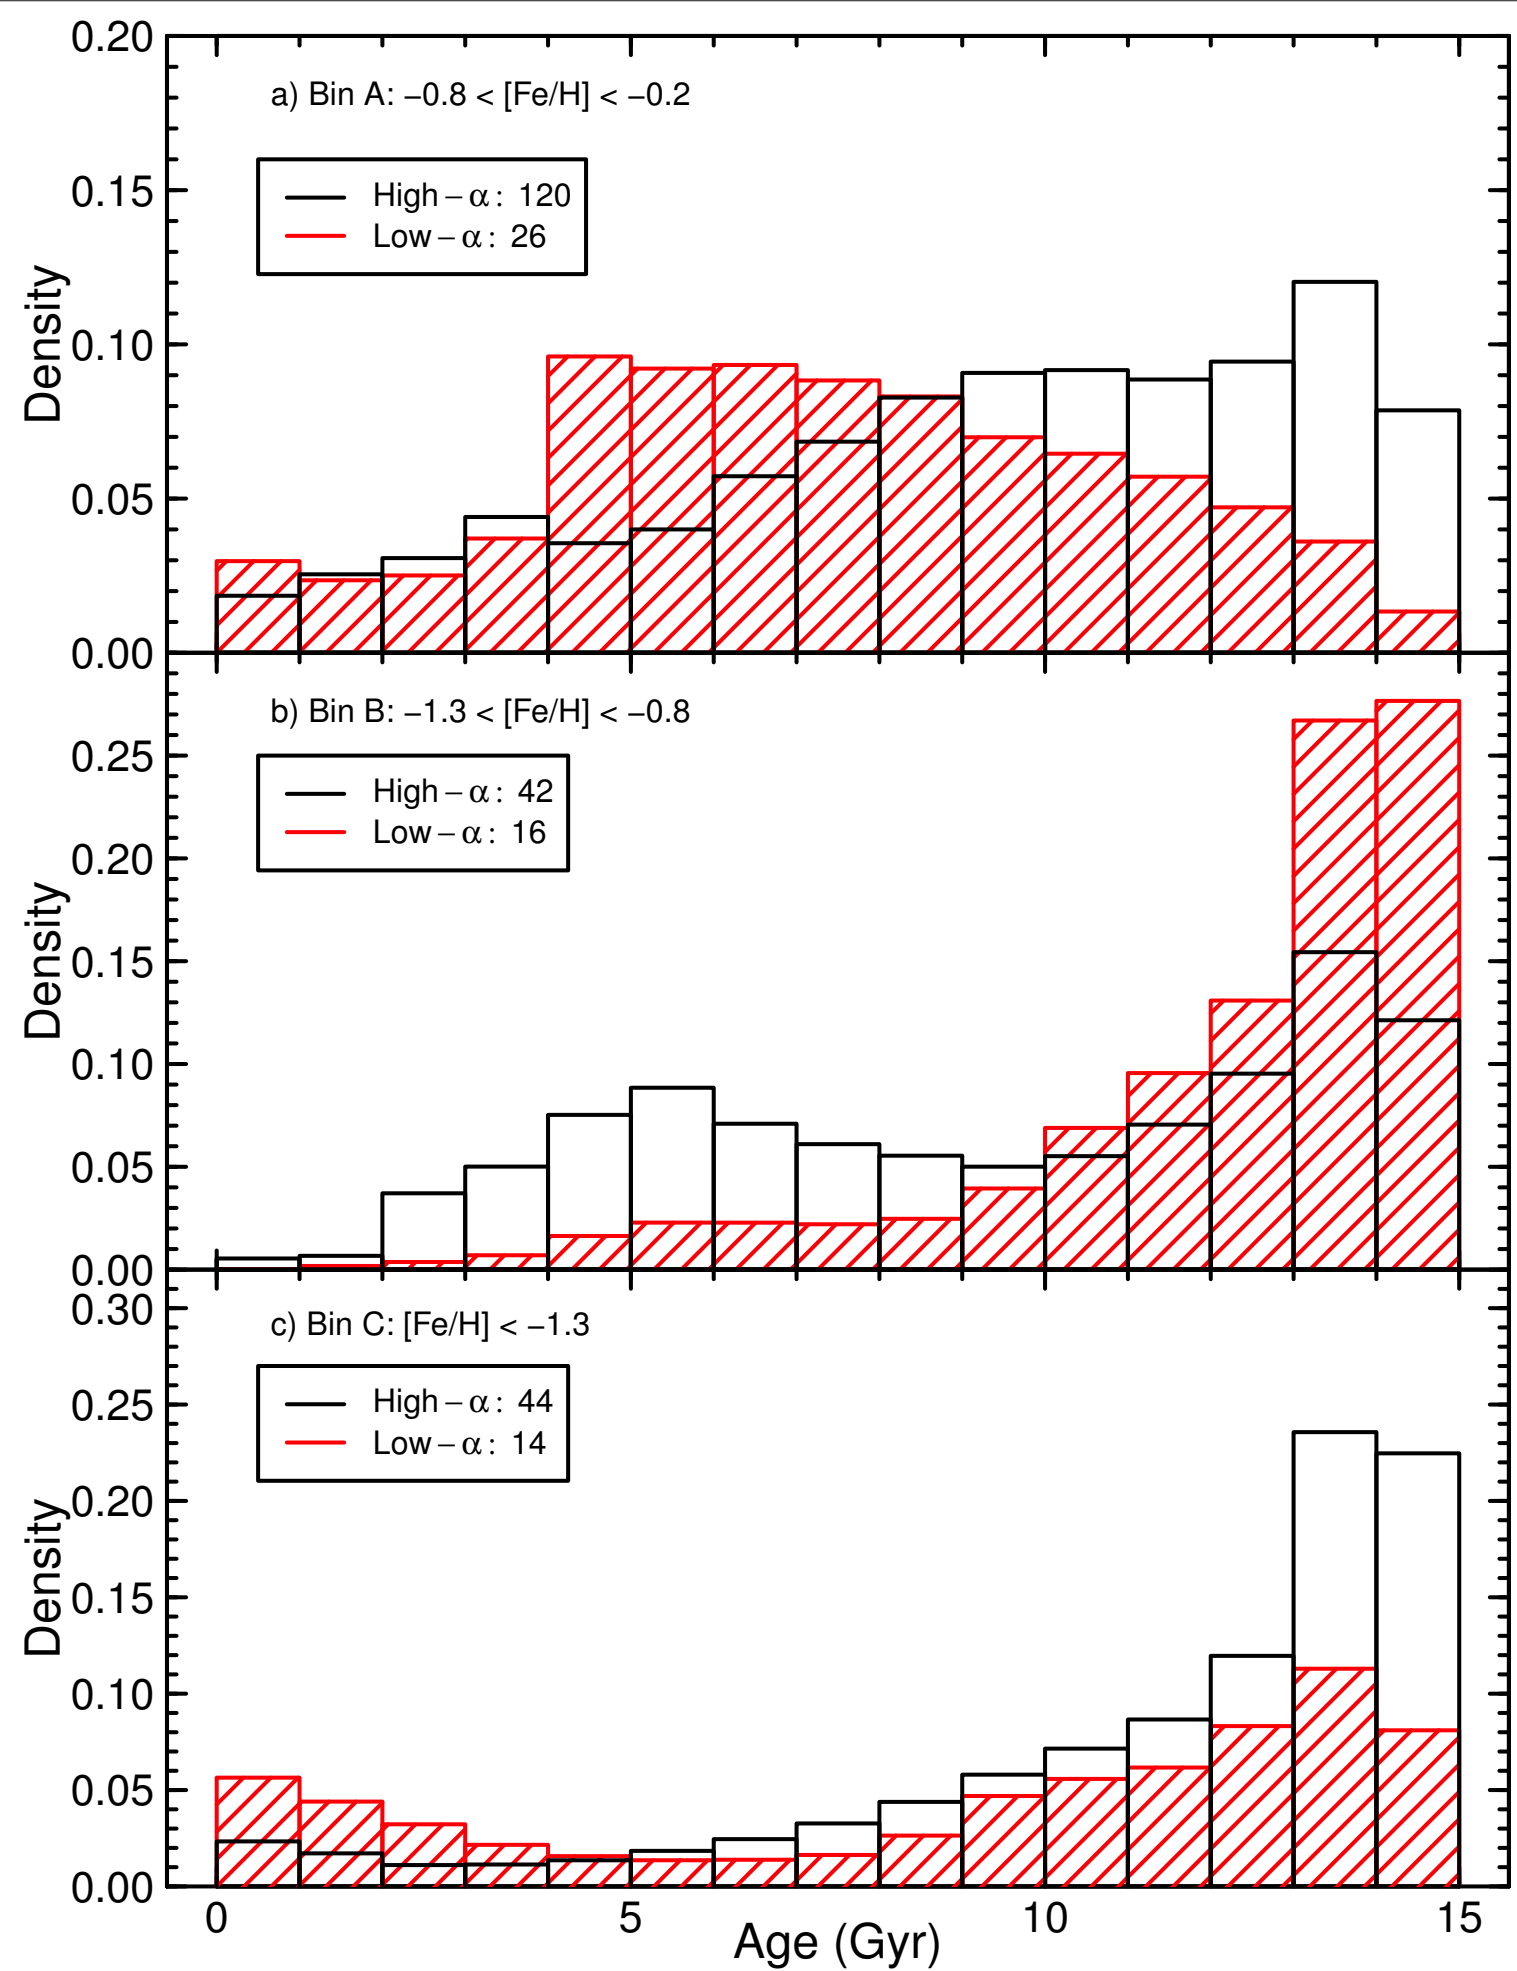 0.20
a) Bin A: −0.8 < [Fe/H] < −0.2
0.15
High − α : 120
Low − α : 26
Density
0.10
0.05
0.00
b) Bin B: −1.3 < [Fe/H] < −0.8
0.25
High − α : 42
Low − α : 16
0.20
Density
0.15
0.10
0.05
0.00
0.30
c) Bin C: [Fe/H] < −1.3
0.25
High − α : 44
Low − α : 14
0.20
Density
0.15
0.10
0.05
0.00
0 5 10 15
Age (Gyr)